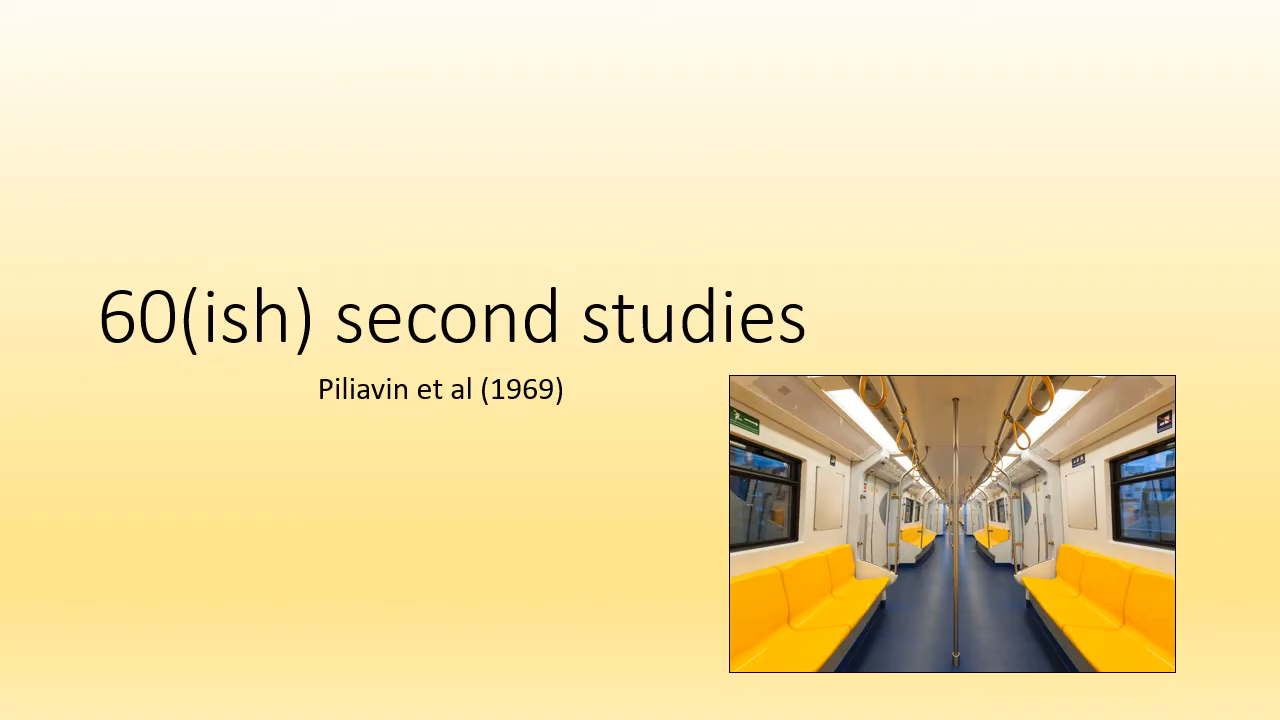 60(ish) second studies
Piliavin et al (1969)